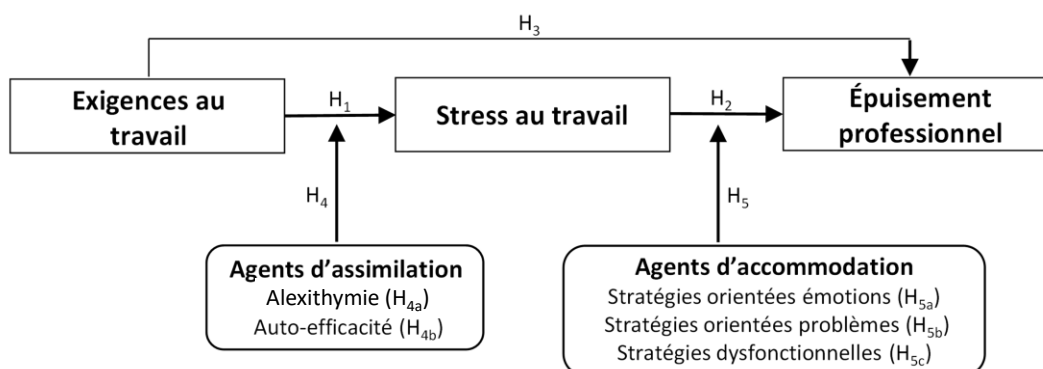 H₃
Exigences au
travail
H₁
Stress au travail
H₂
Épuisement
professionnel
H₄
H₅
Agents d’assimilation
Alexithymie (H₄ₐ)
Auto-efficacité (H₄b)
Agents d’accommodation
Stratégies orientées émotions (H₅ₐ)
Stratégies orientées problèmes (H₅b)
Stratégies dysfonctionnelles (H₅c)